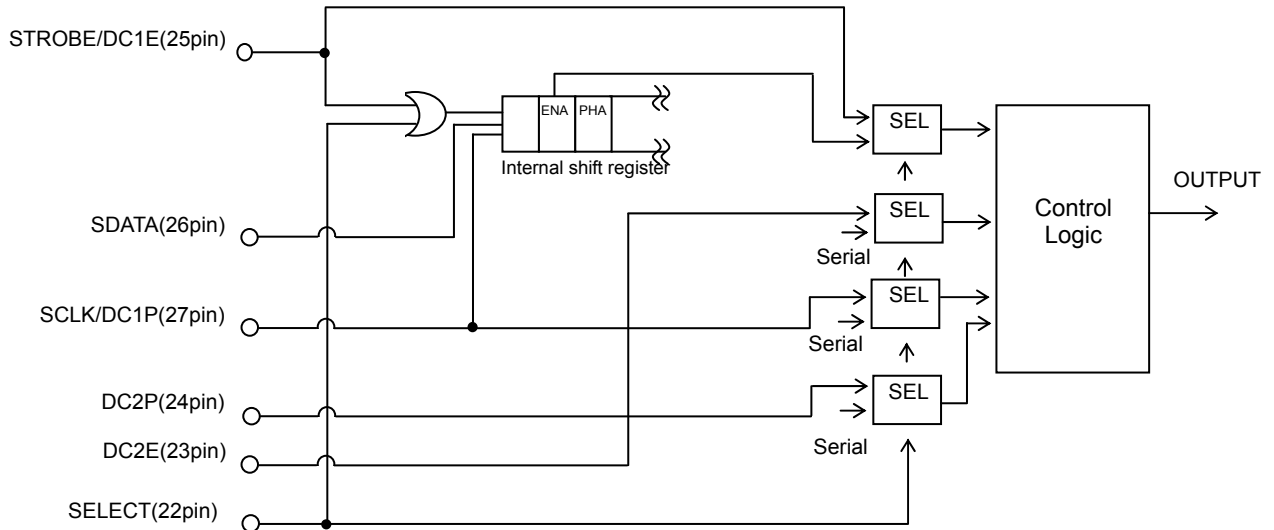 STROBE/DC1E(25pin)
ENA
PHA
SEL
Internal shift register
OUTPUT
SDATA(26pin)
SEL
Control
Logic
Serial
SCLK/DC1P(27pin)
SEL
Serial
DC2P(24pin)
SEL
Serial
DC2E(23pin)
SELECT(22pin)